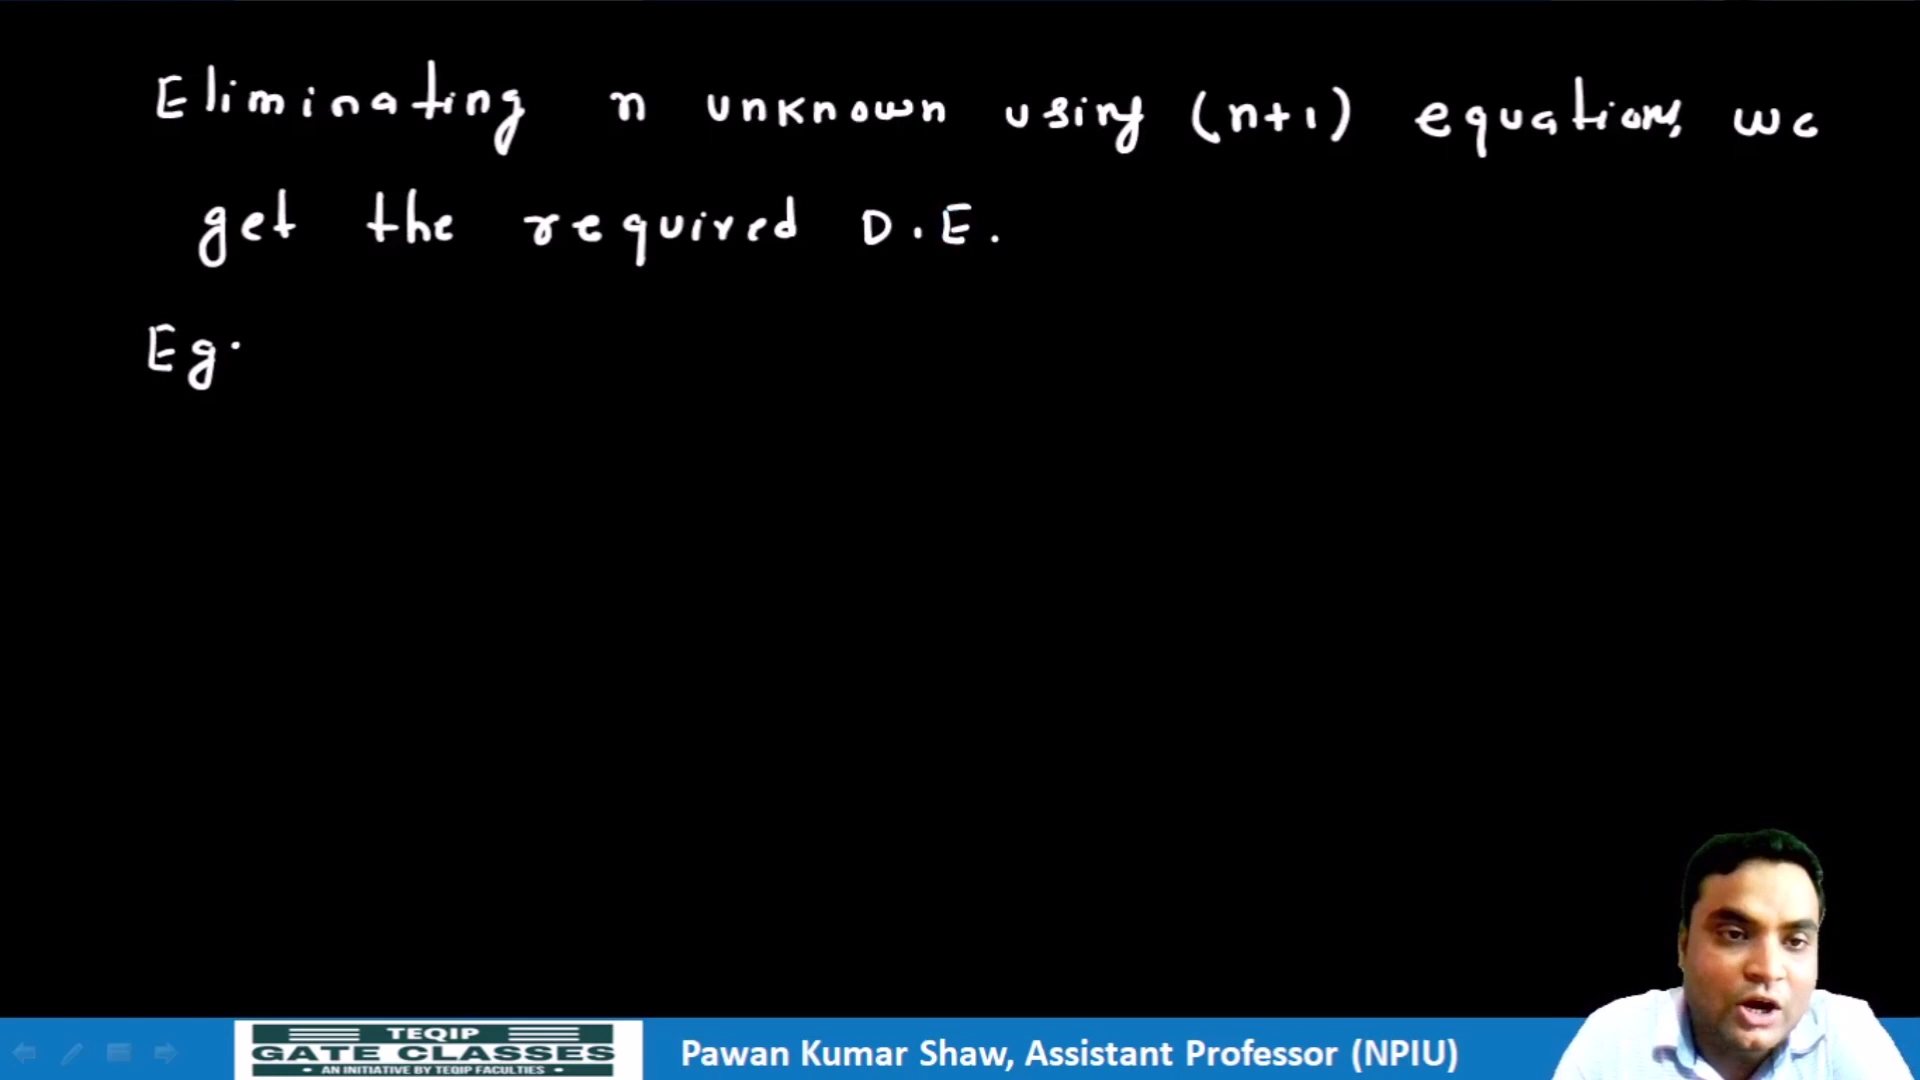 Eliminating n unknown using (n+1) equations, we
get the required D.E.
Eg.
TEQIP
GATE CLASSES
• AN INITIATIVE BY TEQIP FACULTIES •
Pawan Kumar Shaw, Assistant Professor (NPIU)